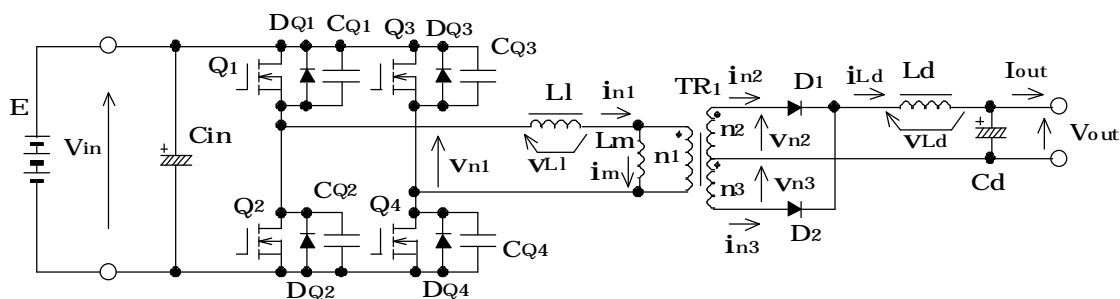 DQ1 CQ1 Q3 DQ3
CQ3
Q1
E
Vin
Cin
+
Ll
in1
TR1
in2
D1
iLd
Ld
Iout
vn1
vLl
Lm
im
n1
n2
vn2
vLd
+
Vout
n3
vn3
Cd
Q2
CQ2
Q4
CQ4
in3
D2
DQ2
DQ4